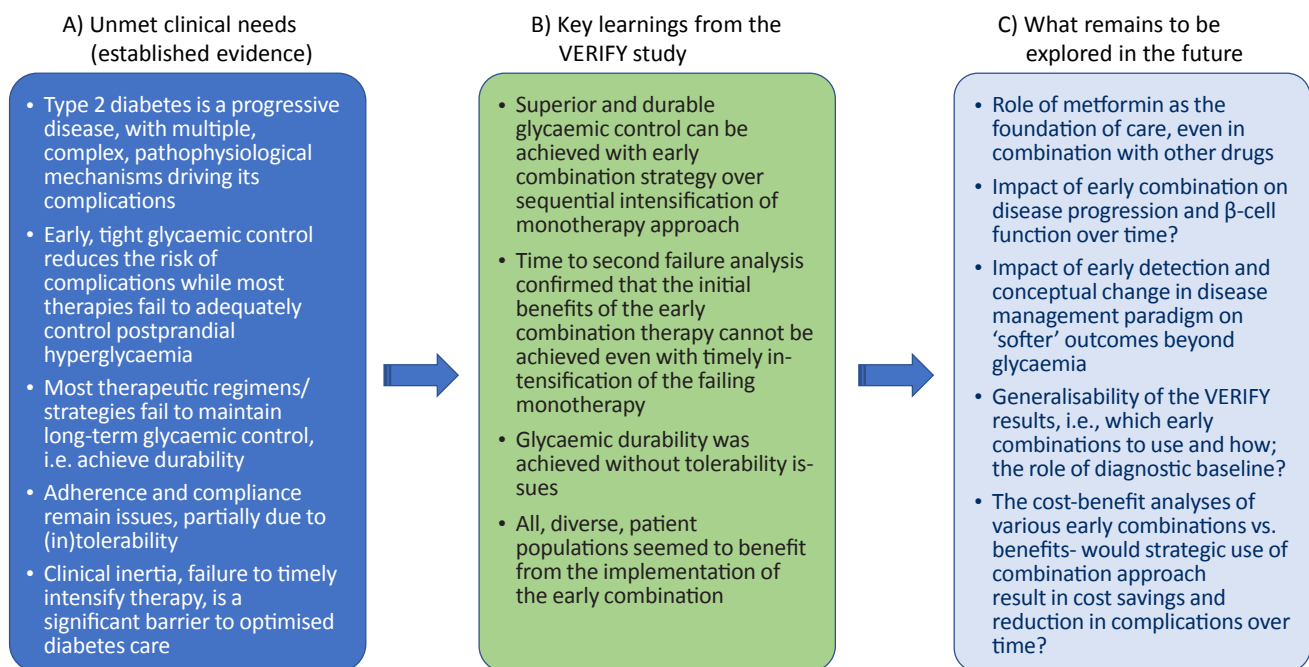 A) Unmet clinical needs
(established evidence)
• Type 2 diabetes is a progressive
disease, with multiple,
complex, pathophysiological
mechanisms driving its
complications
• Early, tight glycaemic control
reduces the risk of
complications while most
therapies fail to adequately
control postprandial
hyperglycaemia
• Most therapeutic regimens/
strategies fail to maintain
long-term glycaemic control,
i.e. achieve durability
• Adherence and compliance
remain issues, partially due to
(in)tolerability
• Clinical inertia, failure to timely
intensify therapy, is a
significant barrier to optimised
diabetes care
B) Key learnings from the
VERIFY study
• Superior and durable
glycaemic control can be
achieved with early
combination strategy over
sequential intensification of
monotherapy approach
• Time to second failure analysis
confirmed that the initial
benefits of the early
combination therapy cannot be
achieved even with timely in-
tensification of the failing
monotherapy
• Glycaemic durability was
achieved without tolerability is-
sues
• All, diverse, patient
populations seemed to benefit
from the implementation of
the early combination
C) What remains to be
explored in the future
• Role of metformin as the
foundation of care, even in
combination with other drugs
• Impact of early combination on
disease progression and β-cell
function over time?
• Impact of early detection and
conceptual change in disease
management paradigm on
‘softer’ outcomes beyond
glycaemia
• Generalisability of the VERIFY
results, i.e., which early
combinations to use and how;
the role of diagnostic baseline?
• The cost-benefit analyses of
various early combinations vs.
benefits- would strategic use of
combination approach
result in cost savings and
reduction in complications over
time?